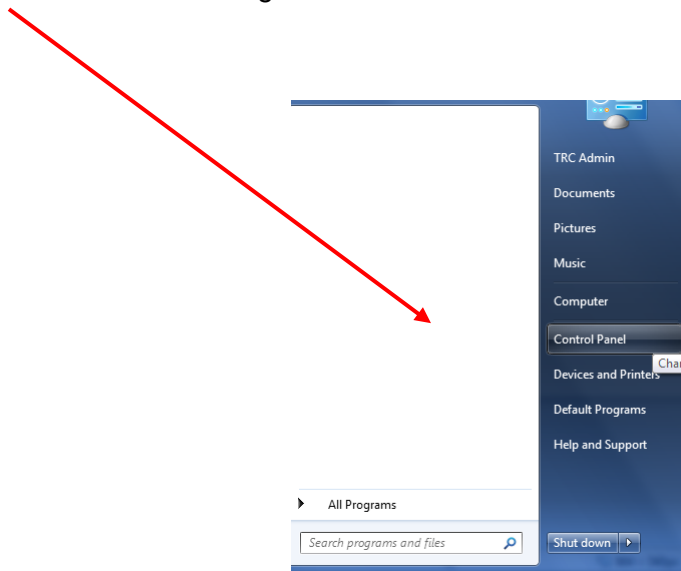 TRC Admin
Documents
Pictures
Music
Computer
Control Panel
Devices and Printers
Default Programs
Help and Support
All Programs
Search programs and files
Shut down